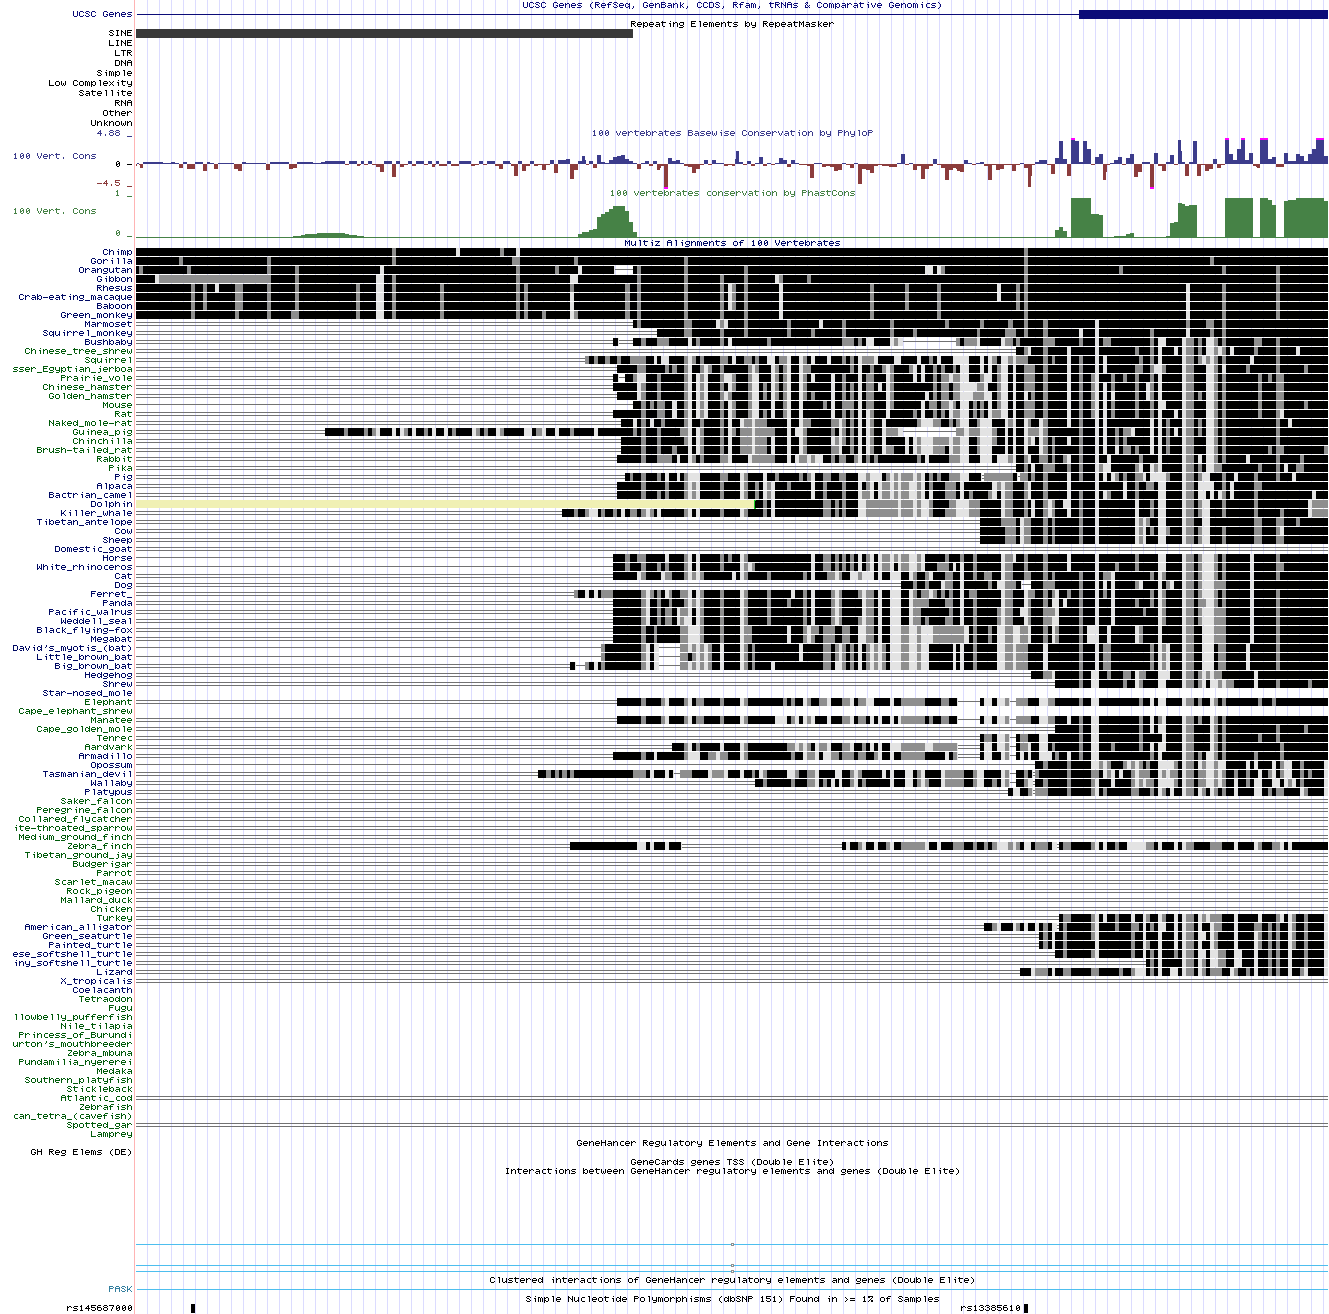 UCSC Genes (RefSeq, GenBank, CCDS, Rfam, tRNAs & Comparative Genomics)
UCSC Genes
Repeating Elements by RepeatMasker
SINE
LINE
LTR
DNA
Simple
Low Complexity
Satellite
RNA
Other
Unknown
4.88 _
100 vertebrates Basewise Conservation by PhyloP
100 Vert. Cons
0 _
-4.5 _
100 vertebrates conservation by PhastCons
1 _
100 Vert. Cons
0 _
Multiz Alignments of 100 Vertebrates
Chimp
Gorilla
Orangutan
Gibbon
Rhesus
Crab-eating_macaque
Baboon
Green_monkey
Marmoset
Squirrel_monkey
Bushbaby
Chinese_tree_shrew
Squirrel
sser_Egyptian_jerboa
Prairie_vole
Chinese_hamster
Golden_hamster
Mouse
Rat
Naked_mole-rat
Guinea_pig
Chinchilla
Brush-tailed_rat
Rabbit
Pika
Pig
Alpaca
Bactrian_camel
Dolphin
Killer_whale
Tibetan_antelope
Cow
Sheep
Domestic_goat
Horse
White_rhinoceros
Cat
Dog
Ferret_
Panda
Pacific_walrus
Weddell_seal
Black_flying-fox
Megabat
David's_myotis_(bat)
Little_brown_bat
Big_brown_bat
Hedgehog
Shrew
Star-nosed_mole
Elephant
Cape_elephant_shrew
Manatee
Cape_golden_mole
Tenrec
Aardvark
Armadillo
Opossum
Tasmanian_devil
Wallaby
Platypus
Saker_falcon
Peregrine_falcon
Collared_flycatcher
ite-throated_sparrow
Medium_ground_finch
Zebra_finch
Tibetan_ground_jay
Budgerigar
Parrot
Scarlet_macaw
Rock_pigeon
Mallard_duck
Chicken
Turkey
American_alligator
Green_seaturtle
Painted_turtle
ese_softshell_turtle
iny_softshell_turtle
Lizard
X_tropicalis
Coelacanth
Tetraodon
Fugu
llowbelly_pufferfish
Nile_tilapia
Princess_of_Burundi
urton's_mouthbreeder
Zebra_mbuna
Pundamilia_nyererei
Medaka
Southern_platyfish
Stickleback
Atlantic_cod
Zebrafish
can_tetra_(cavefish)
Spotted_gar
Lamprey
GeneHancer Regulatory Elements and Gene Interactions
GH Reg Elems (DE)
GeneCards genes TSS (Double Elite)
Interactions between GeneHancer regulatory elements and genes (Double Elite)
Clustered interactions of GeneHancer regulatory elements and genes (Double Elite)
PASK
Simple Nucleotide Polymorphisms (dbSNP 151) Found in >= 1% of Samples
rs145687000
rs13385610